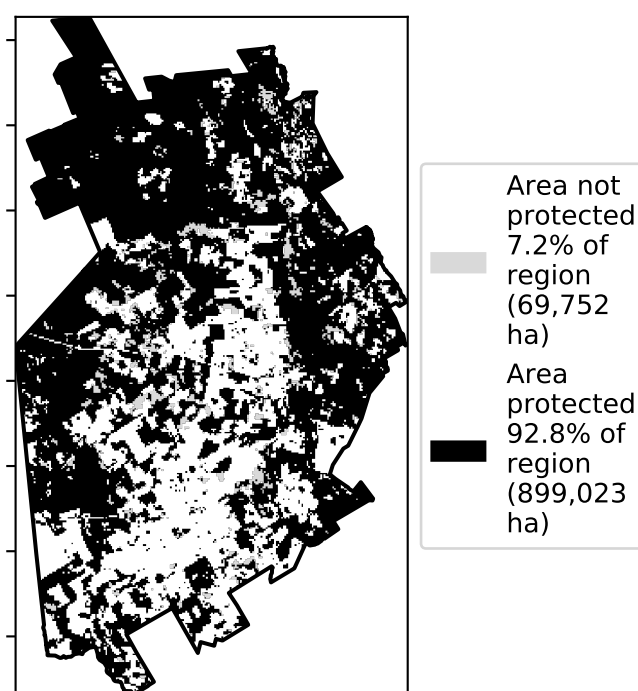 Area not
protected
7.2% of
region
(69,752
ha)
Area
protected
92.8% of
region
(899,023
ha)